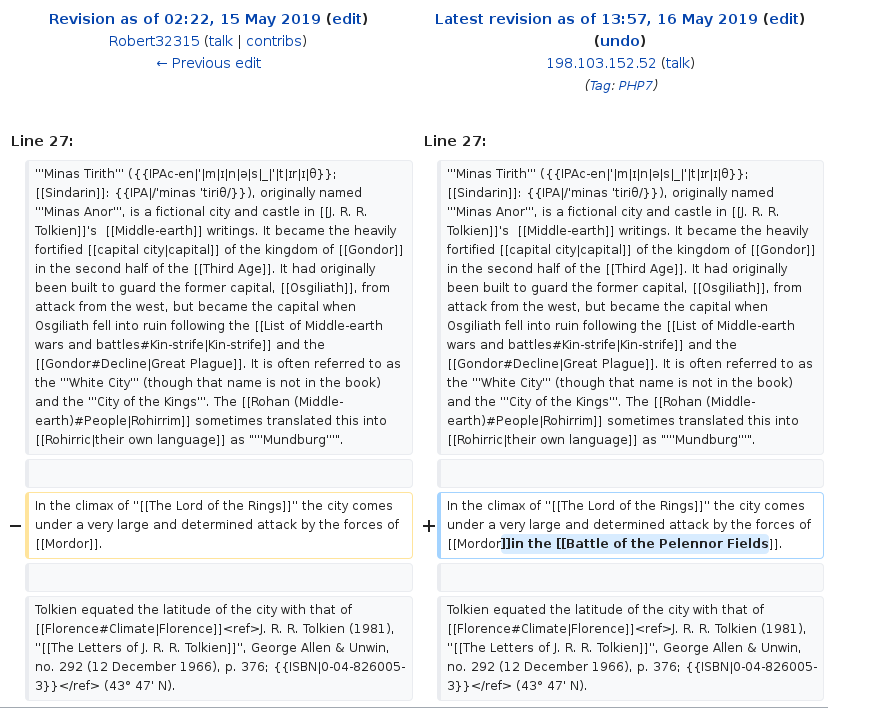 Revision as of 02:22, 15 May 2019 (edit)
Robert32315 (talk | contribs)
← Previous edit
Latest revision as of 13:57, 16 May 2019 (edit)
(undo)
198.103.152.52 (talk)
(Tag: PHP7)
Line 27:
Line 27:
'''Minas Tirith''' ({{IPAc-en|'|m|ɪ|n|ə|s|_|'|t|ɪr|ɪ|θ}};
[[Sindarin]]: {{IPA|/'minas 'tiriθ/}}), originally named
'''Minas Anor''', is a fictional city and castle in [[J. R. R.
Tolkien]]'s  [[Middle-earth]] writings. It became the heavily
fortified [[capital city|capital]] of the kingdom of [[Gondor]]
in the second half of the [[Third Age]]. It had originally
been built to guard the former capital, [[Osgiliath]], from
attack from the west, but became the capital when
Osgiliath fell into ruin following the [[List of Middle-earth
wars and battles#Kin-strife|Kin-strife]] and the
[[Gondor#Decline|Great Plague]]. It is often referred to as
the '''White City''' (though that name is not in the book)
and the '''City of the Kings'''. The [[Rohan (Middle-
earth)#People|Rohirrim]] sometimes translated this into
[[Rohirric|their own language]] as "'''Mundburg'''".
'''Minas Tirith''' ({{IPAc-en|'|m|ɪ|n|ə|s|_|'|t|ɪr|ɪ|θ}};
[[Sindarin]]: {{IPA|/'minas 'tiriθ/}}), originally named
'''Minas Anor''', is a fictional city and castle in [[J. R. R.
Tolkien]]'s  [[Middle-earth]] writings. It became the heavily
fortified [[capital city|capital]] of the kingdom of [[Gondor]]
in the second half of the [[Third Age]]. It had originally
been built to guard the former capital, [[Osgiliath]], from
attack from the west, but became the capital when
Osgiliath fell into ruin following the [[List of Middle-earth
wars and battles#Kin-strife|Kin-strife]] and the
[[Gondor#Decline|Great Plague]]. It is often referred to as
the '''White City''' (though that name is not in the book)
and the '''City of the Kings'''. The [[Rohan (Middle-
earth)#People|Rohirrim]] sometimes translated this into
[[Rohirric|their own language]] as "'''Mundburg'''".
− In the climax of ''[[The Lord of the Rings]]'' the city comes
under a very large and determined attack by the forces of
[[Mordor]].
+ In the climax of ''[[The Lord of the Rings]]'' the city comes
under a very large and determined attack by the forces of
[[Mordor]]in the [[Battle of the Pelennor Fields]].
Tolkien equated the latitude of the city with that of
[[Florence#Climate|Florence]]<ref>J. R. R. Tolkien (1981),
''[[The Letters of J. R. R. Tolkien]]'', George Allen & Unwin,
no. 292 (12 December 1966), p. 376; {{ISBN|0-04-826005-
3}}</ref> (43° 47' N).
Tolkien equated the latitude of the city with that of
[[Florence#Climate|Florence]]<ref>J. R. R. Tolkien (1981),
''[[The Letters of J. R. R. Tolkien]]'', George Allen & Unwin,
no. 292 (12 December 1966), p. 376; {{ISBN|0-04-826005-
3}}</ref> (43° 47' N).